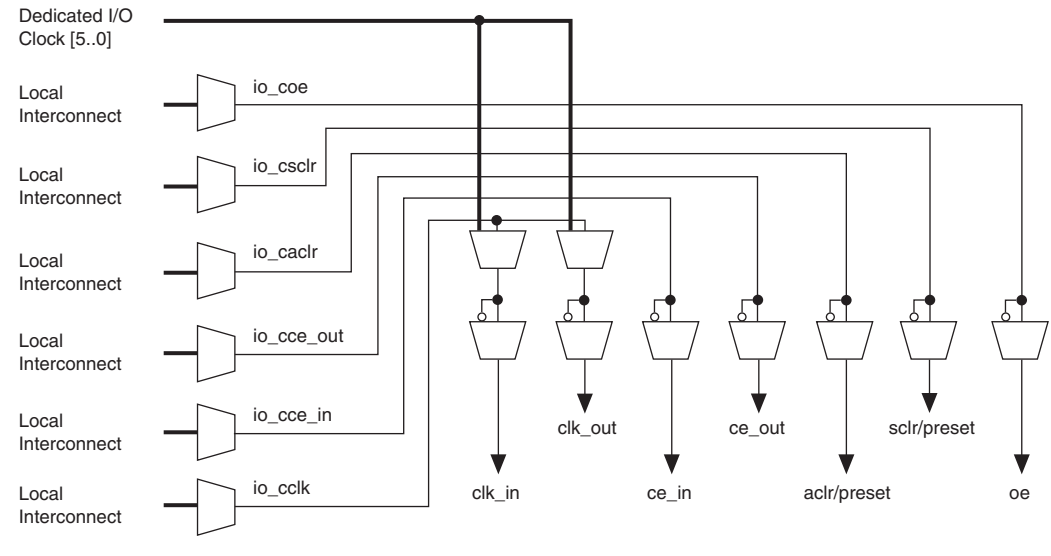 Dedicated I/O
Clock [5..0]
Local
Interconnect
io_coe
Local
Interconnect
io_csclr
Local
Interconnect
io_caclr
Local
Interconnect
io_cce_out
Local
Interconnect
io_cce_in
Local
Interconnect
io_cclk
clk_out
ce_out
sclr/preset
clk_in
ce_in
aclr/preset
oe